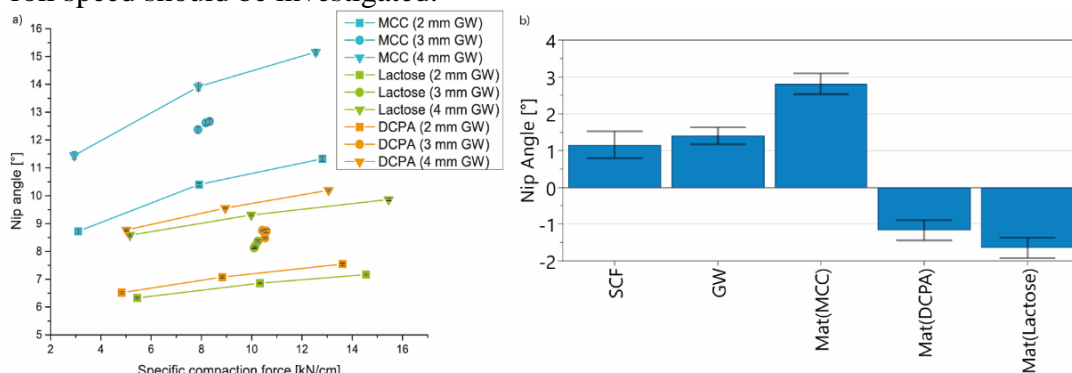 roll speed should be investigated.
a)
Nip angle [°]
16
15
14
13
12
11
10
9
8
7
6
5
2
4
6
8
10
12
14
16
Specific compaction force [kN/cm]
MCC (2 mm GW)
MCC (3 mm GW)
MCC (4 mm GW)
Lactose (2 mm GW)
Lactose (3 mm GW)
Lactose (4 mm GW)
DCPA (2 mm GW)
DCPA (3 mm GW)
DCPA (4 mm GW)
b)
Nip Angle [°]
4
3
2
1
0
-1
-2
SCF
GW
Mat(MCC)
Mat(DCPA)
Mat(Lactose)